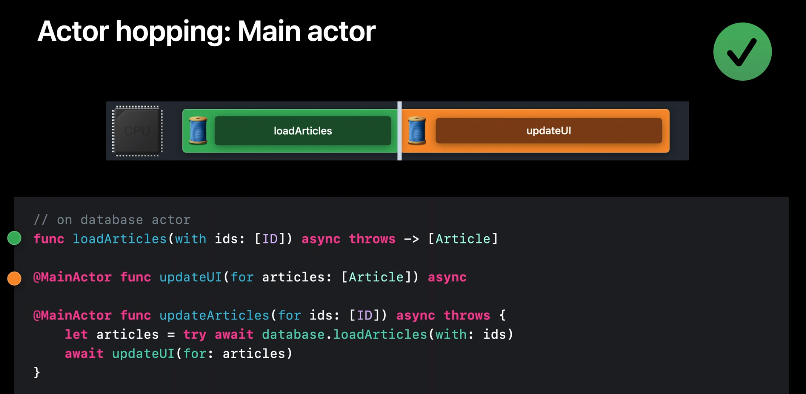 Actor hopping: Main actor
CPU
loadArticles
updateUI
// on database actor
func loadArticles(with ids: [ID]) async throws -> [Article]
@MainActor func updateUI(for articles: [Article]) async
@MainActor func updateArticles(for ids: [ID]) async throws {
    let articles = try await database.loadArticles(with: ids)
    await updateUI(for: articles)
}